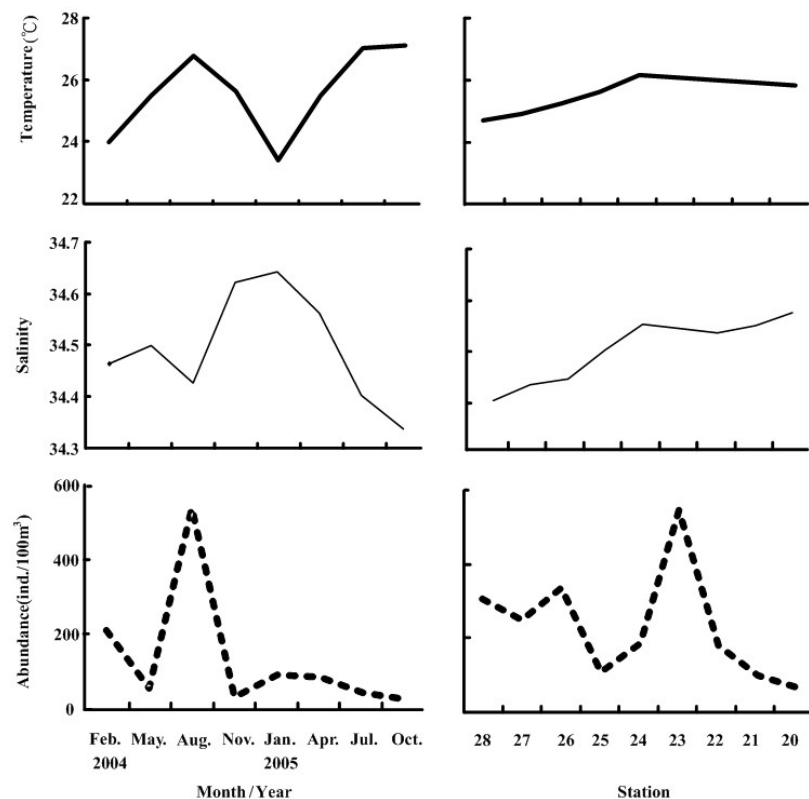 Temperature(℃)
28
26
24
22
Salinity
34.7
34.6
34.5
34.4
34.3
Abundance(ind./100m³)
600
400
200
0
Feb. May. Aug. Nov. Jan. Apr. Jul. Oct.
2004 2005
Month/Year
28 27 26 25 24 23 22 21 20
Station